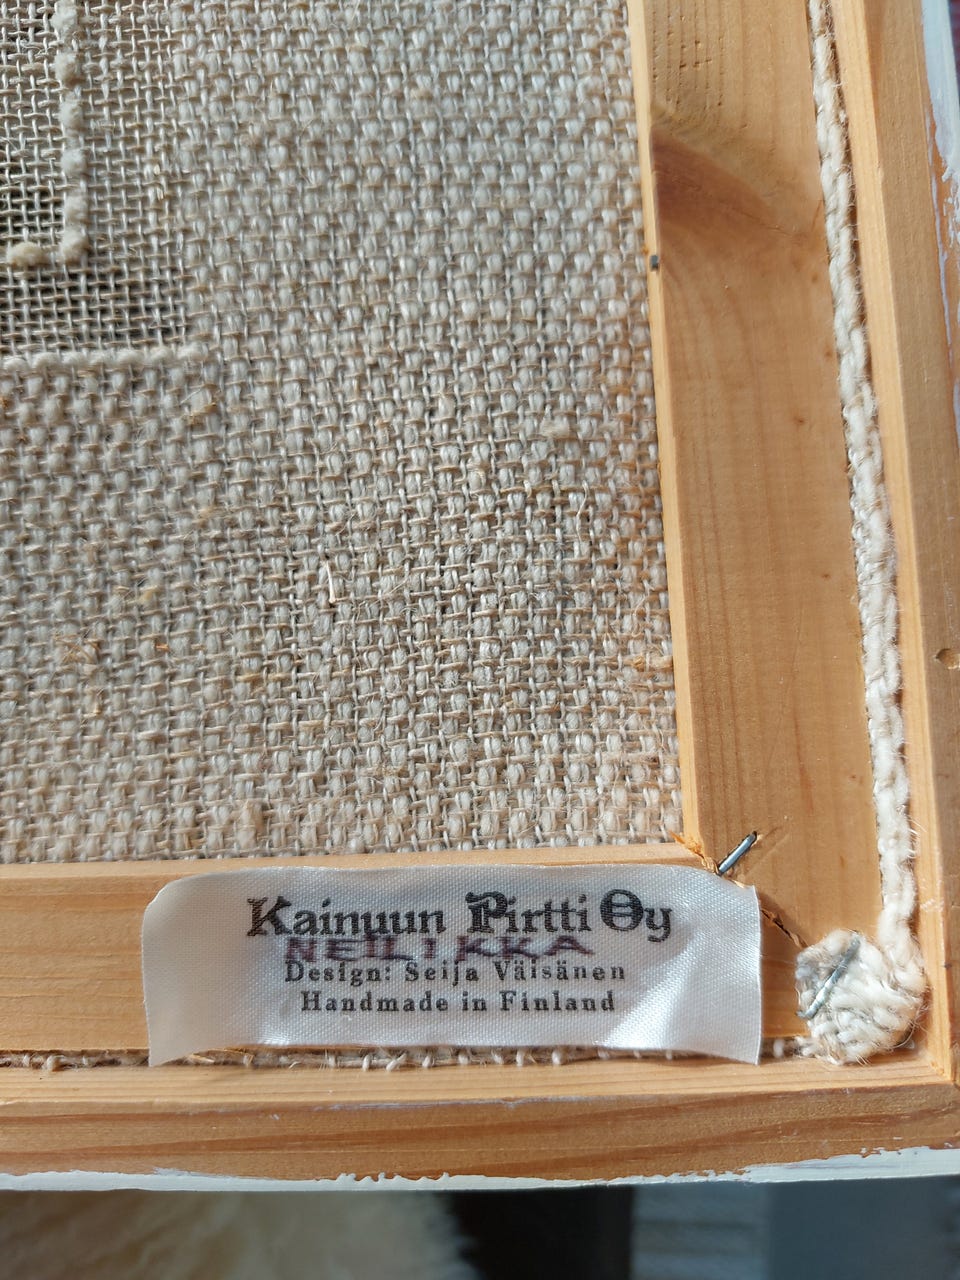 Kainuun Pirtti Oy
NEILIKKA
Design: Seija Väisänen
Handmade in Finland